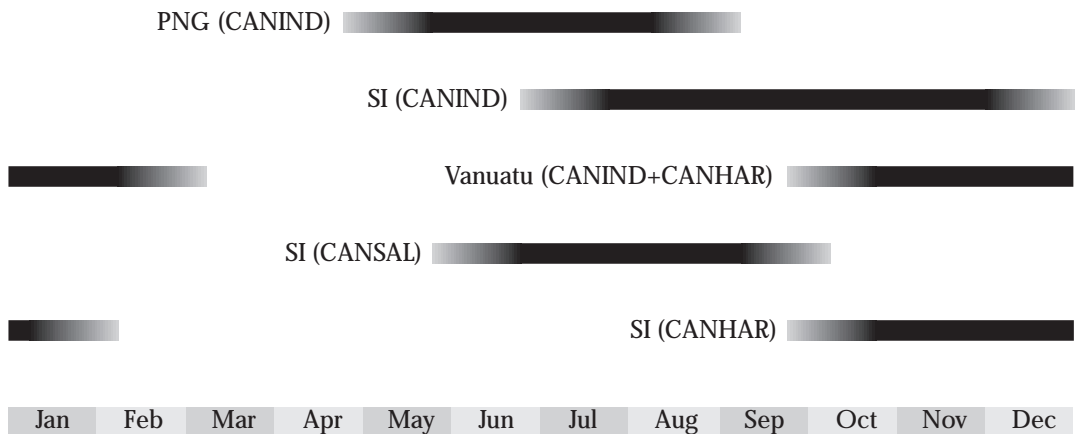 PNG (CANIND)
SI (CANIND)
Vanuatu (CANIND+CANHAR)
SI (CANSAL)
SI (CANHAR)
Jan Feb Mar Apr May Jun Jul Aug Sep Oct Nov Dec